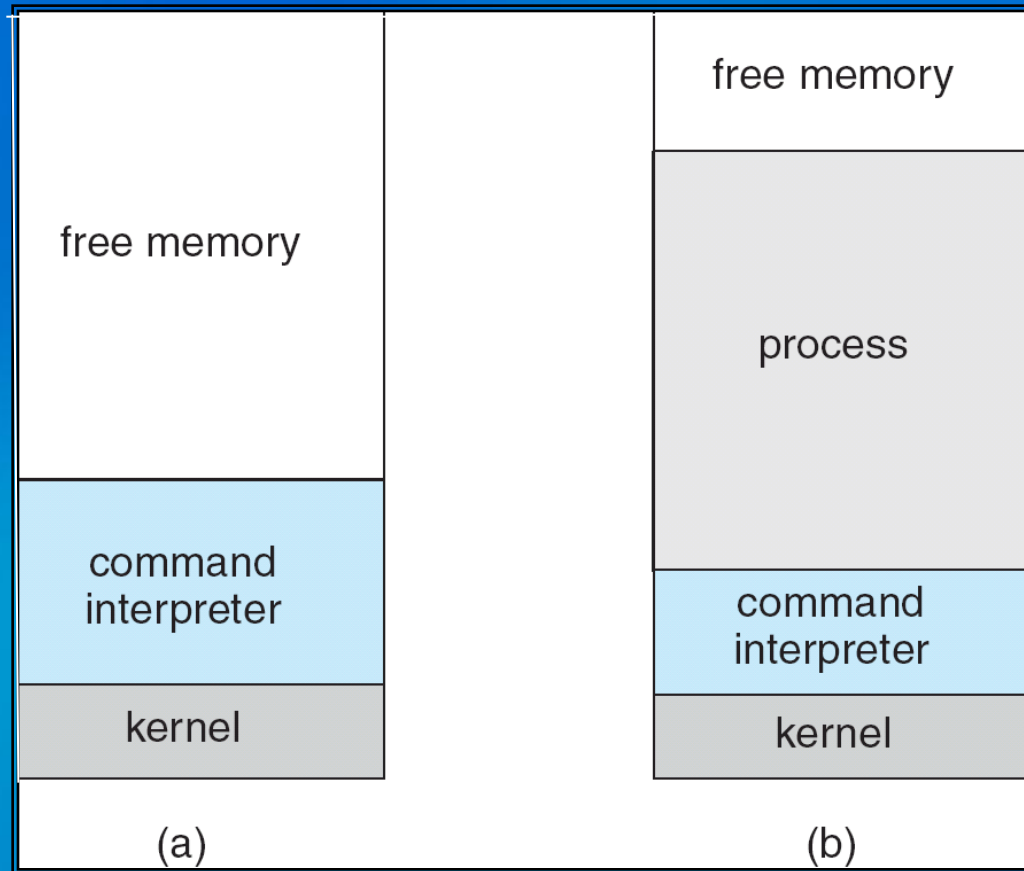 free memory
command
interpreter
kernel
(a)
free memory
process
command
interpreter
kernel
(b)